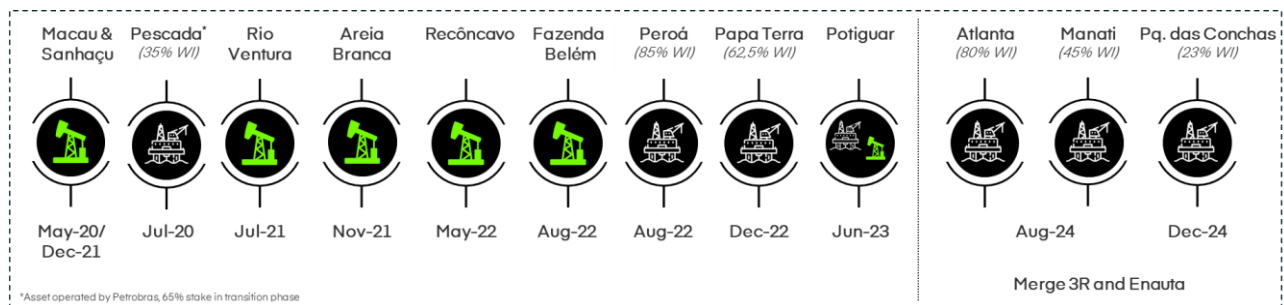 Macau & Sanhaçu
Pescada*
(35% WI)
Rio Ventura
Areia Branca
Recôncavo
Fazenda Belém
Peroá
(85% WI)
Papa Terra
(62,5% WI)
Potiguar
Atlanta
(80% WI)
Manati
(45% WI)
Pq. das Conchas
(23% WI)
May-20/
Dec-21
Jul-20
Jul-21
Nov-21
May-22
Aug-22
Aug-22
Dec-22
Jun-23
Aug-24
Dec-24
Merge 3R and Enauta
*Asset operated by Petrobras, 65% stake in transition phase